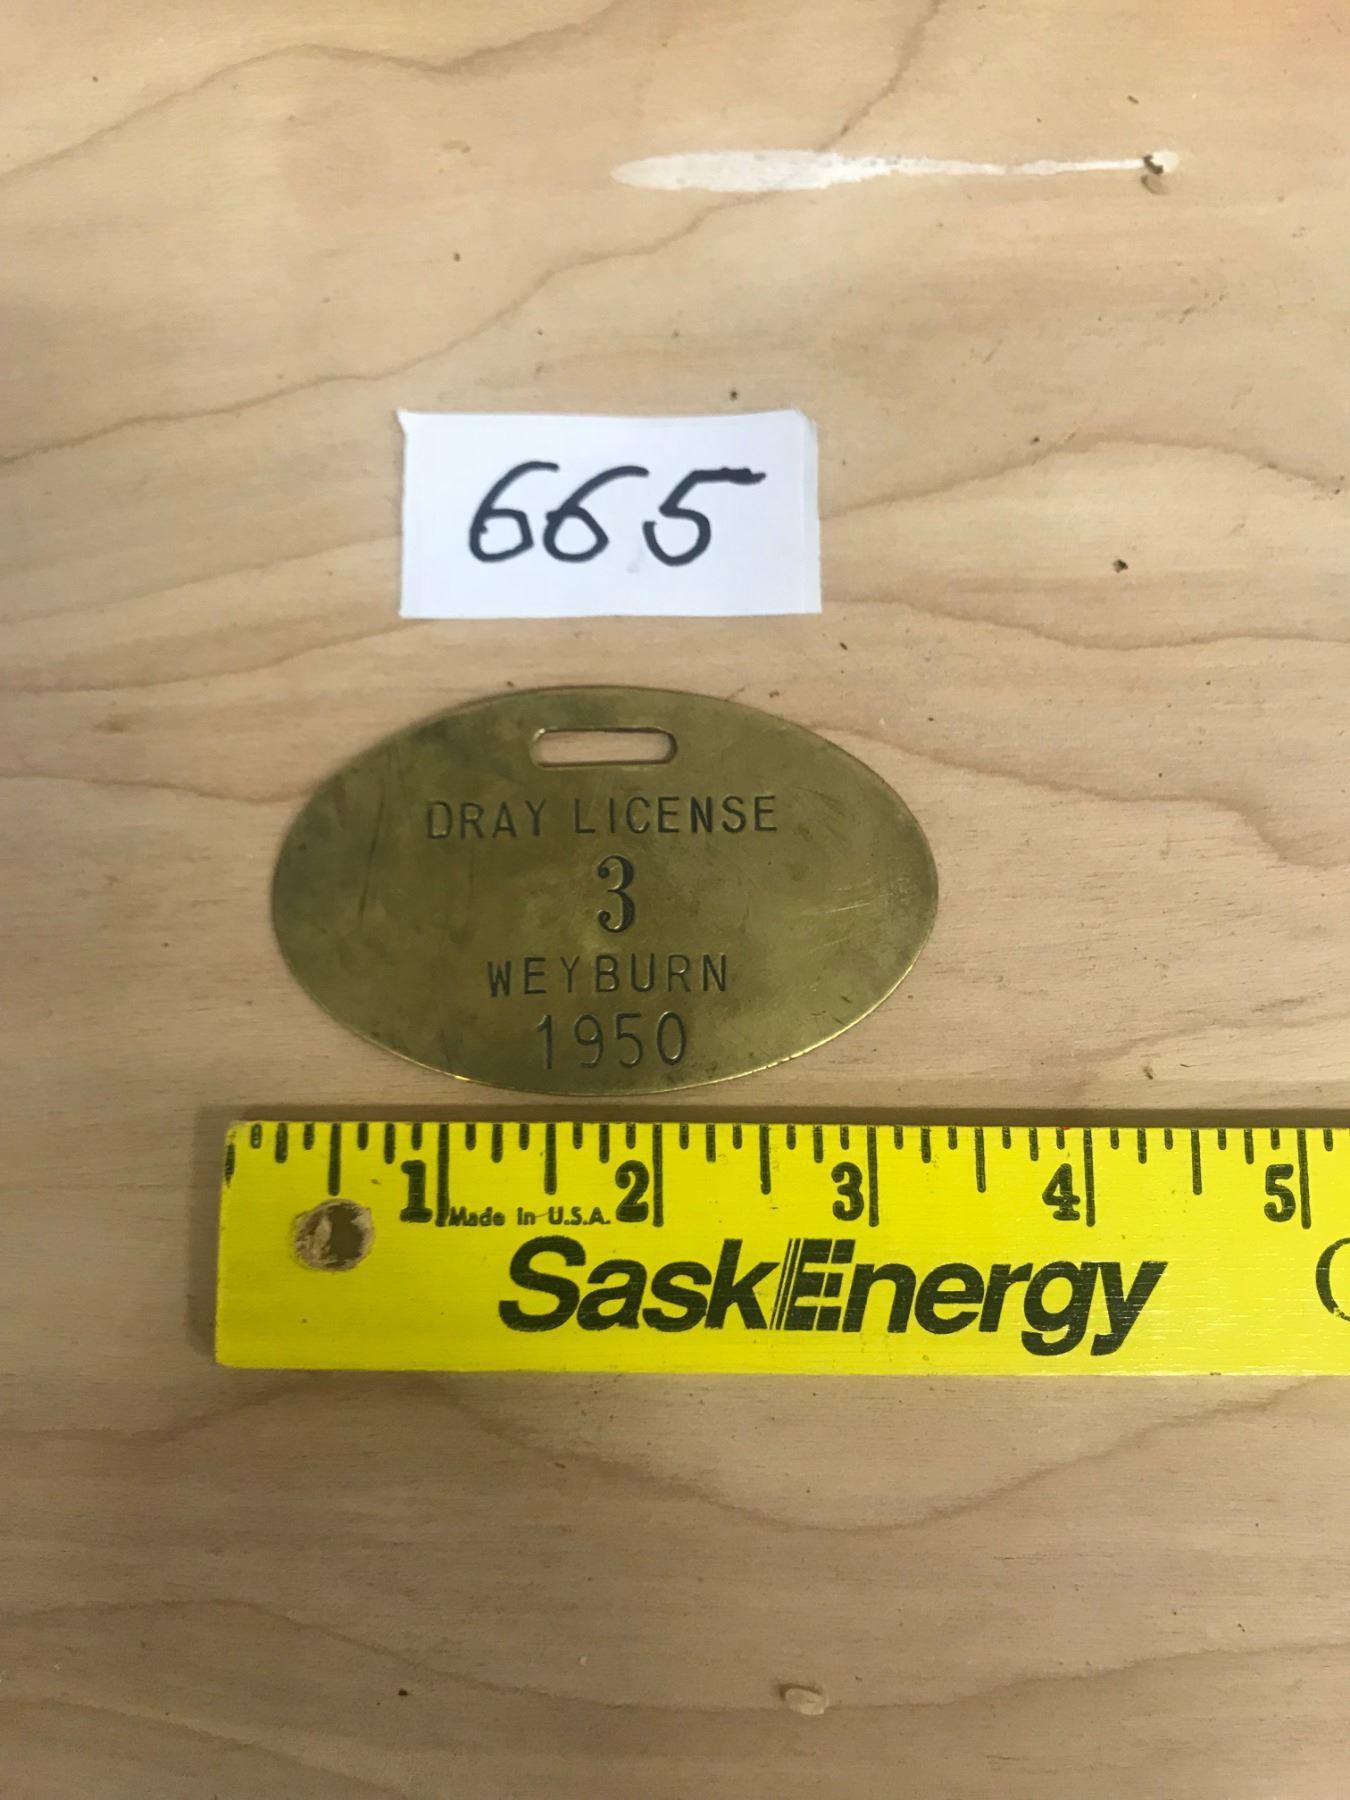 665
DRAY LICENSE
3
WEYBURN
1950
1 2 3 4 5
Made in U.S.A.
SaskEnergy